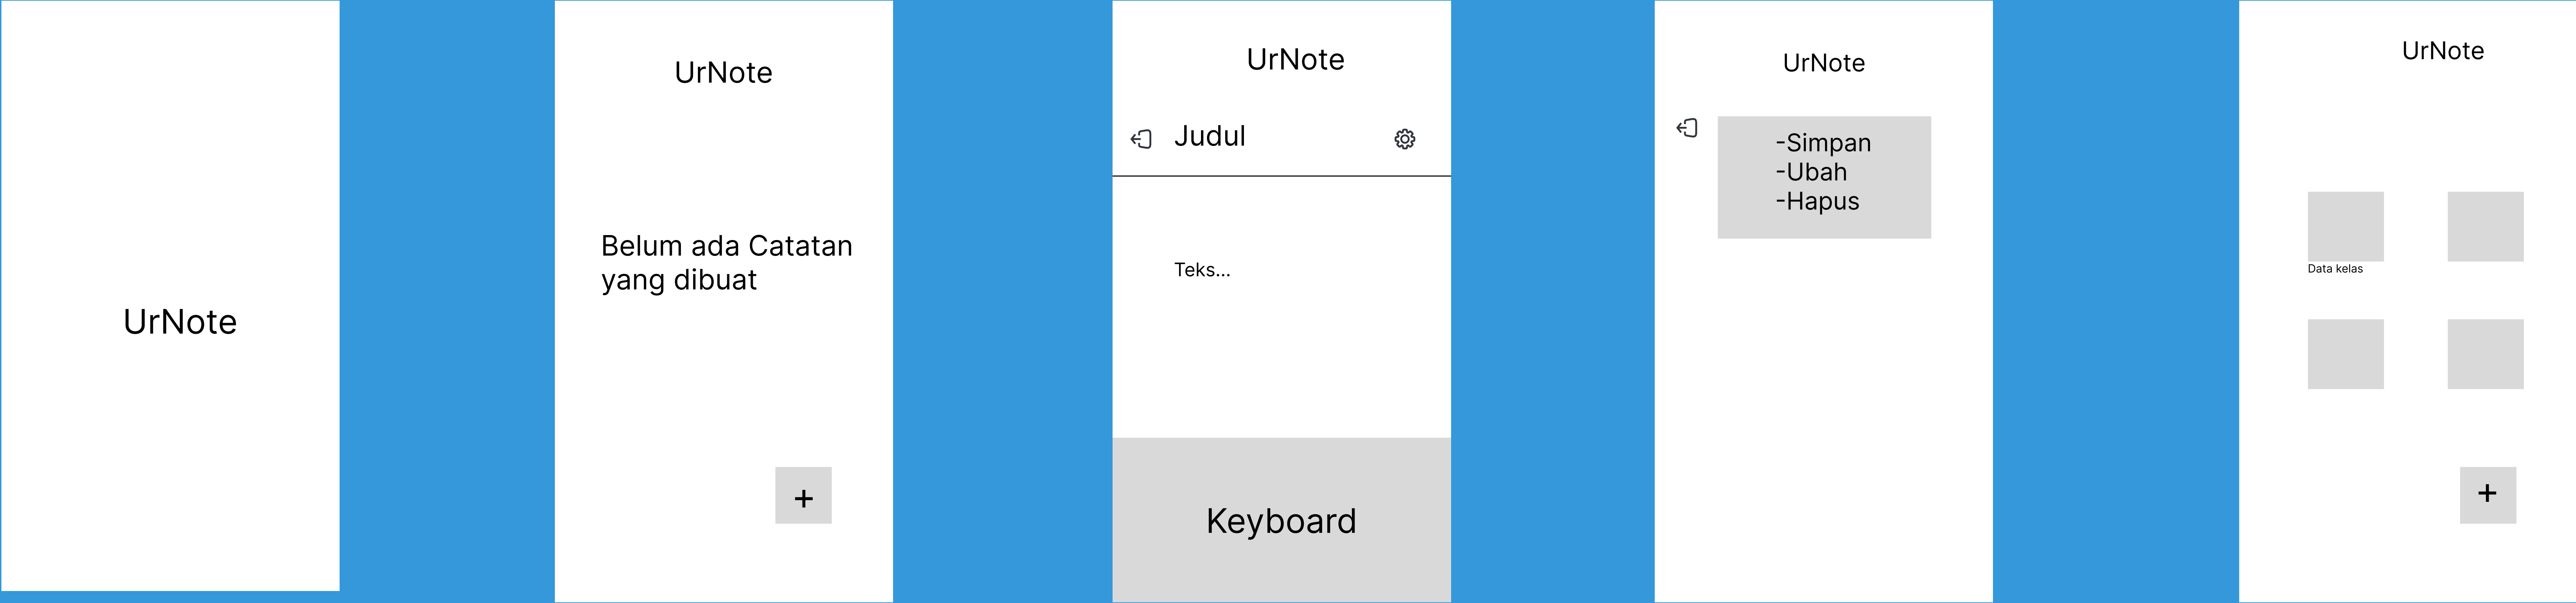 UrNote
UrNote
Belum ada Catatan
yang dibuat
+
UrNote
Judul
Teks...
Keyboard
UrNote
-Simpan
-Ubah
-Hapus
UrNote
Data kelas
+